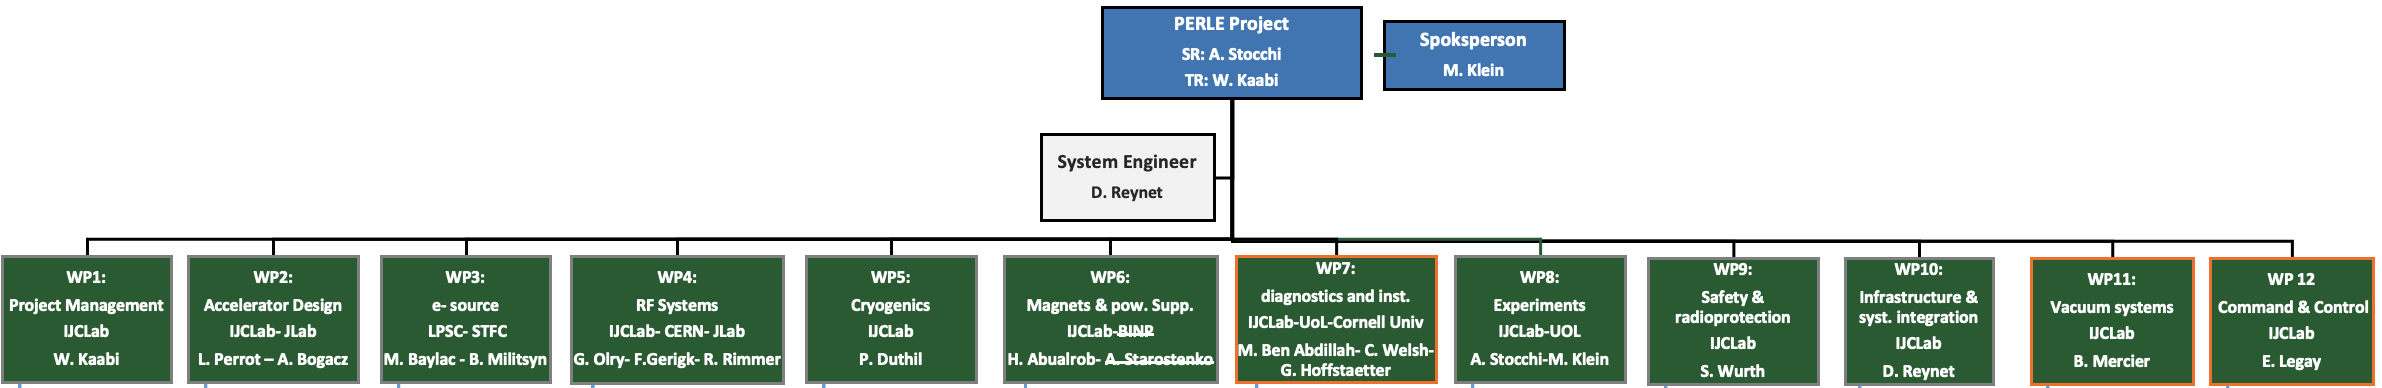 PERLE Project
SR: A. Stocchi
TR: W. Kaabi
Spoksperson
M. Klein
System Engineer
D. Reynet
WP1:
Project Management
IJCLab
W. Kaabi
WP2:
Accelerator Design
IJCLab- JLab
L. Perrot – A. Bogacz
WP3:
e- source
LPSC- STFC
M. Baylac - B. Militsyn
WP4:
RF Systems
IJCLab- CERN- JLab
G. Olry- F.Gerigk- R. Rimmer
WP5:
Cryogenics
IJCLab
P. Duthil
WP6:
Magnets & pow. Supp.
IJCLab-BINP
H. Abualrob- A. Starostenko
WP7:
diagnostics and inst.
IJCLab-UoL-Cornell Univ
M. Ben Abdillah- C. Welsh-
G. Hoffstaetter
WP8:
Experiments
IJCLab-UOL
A. Stocchi-M. Klein
WP9:
Safety &
radioprotection
IJCLab
S. Wurth
WP10:
Infrastructure &
syst. integration
IJCLab
D. Reynet
WP11:
Vacuum systems
IJCLab
B. Mercier
WP 12
Command & Control
IJCLab
E. Legay